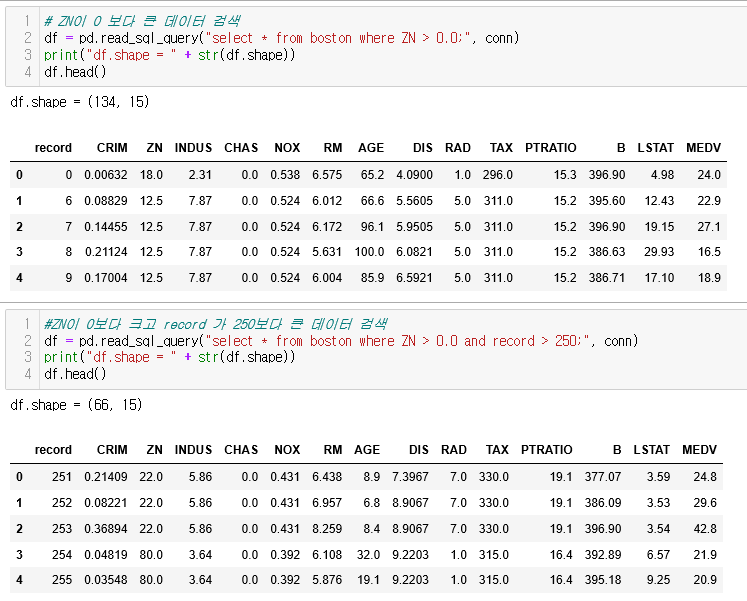 1 # ZN이 0 보다 큰 데이터 검색
2 df = pd.read_sql_query("select * from boston where ZN > 0.0;", conn)
3 print("df.shape = " + str(df.shape))
4 df.head()
df.shape = (134, 15)
record CRIM ZN INDUS CHAS NOX RM AGE DIS RAD TAX PTRATIO B LSTAT MEDV
0 0 0.00632 18.0 2.31 0.0 0.538 6.575 65.2 4.0900 1.0 296.0 15.3 396.90 4.98 24.0
1 6 0.08829 12.5 7.87 0.0 0.524 6.012 66.6 5.5605 5.0 311.0 15.2 395.60 12.43 22.9
2 7 0.14455 12.5 7.87 0.0 0.524 6.172 96.1 5.9505 5.0 311.0 15.2 396.90 19.15 27.1
3 8 0.21124 12.5 7.87 0.0 0.524 5.631 100.0 6.0821 5.0 311.0 15.2 386.63 29.93 16.5
4 9 0.17004 12.5 7.87 0.0 0.524 6.004 85.9 6.5921 5.0 311.0 15.2 386.71 17.10 18.9
1 #ZN이 0보다 크고 record 가 250보다 큰 데이터 검색
2 df = pd.read_sql_query("select * from boston where ZN > 0.0 and record > 250;", conn)
3 print("df.shape = " + str(df.shape))
4 df.head()
df.shape = (66, 15)
record CRIM ZN INDUS CHAS NOX RM AGE DIS RAD TAX PTRATIO B LSTAT MEDV
0 251 0.21409 22.0 5.86 0.0 0.431 6.438 8.9 7.3967 7.0 330.0 19.1 377.07 3.59 24.8
1 252 0.08221 22.0 5.86 0.0 0.431 6.957 6.8 8.9067 7.0 330.0 19.1 386.09 3.53 29.6
2 253 0.36894 22.0 5.86 0.0 0.431 8.259 8.4 8.9067 7.0 330.0 19.1 396.90 3.54 42.8
3 254 0.04819 80.0 3.64 0.0 0.392 6.108 32.0 9.2203 1.0 315.0 16.4 392.89 6.57 21.9
4 255 0.03548 80.0 3.64 0.0 0.392 5.876 19.1 9.2203 1.0 315.0 16.4 395.18 9.25 20.9